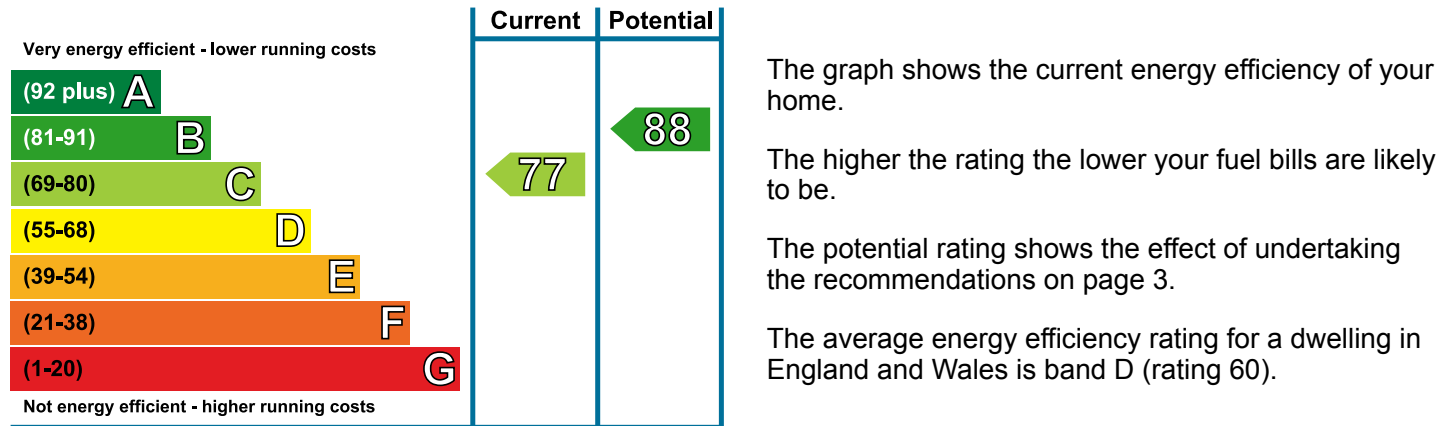 Current Potential
Very energy efficient - lower running costs
(92 plus) A
(81-91) B
(69-80) C
(55-68) D
(39-54) E
(21-38) F
(1-20) G
Not energy efficient - higher running costs
88
77
The graph shows the current energy efficiency of your
home.
The higher the rating the lower your fuel bills are likely
to be.
The potential rating shows the effect of undertaking
the recommendations on page 3.
The average energy efficiency rating for a dwelling in
England and Wales is band D (rating 60).